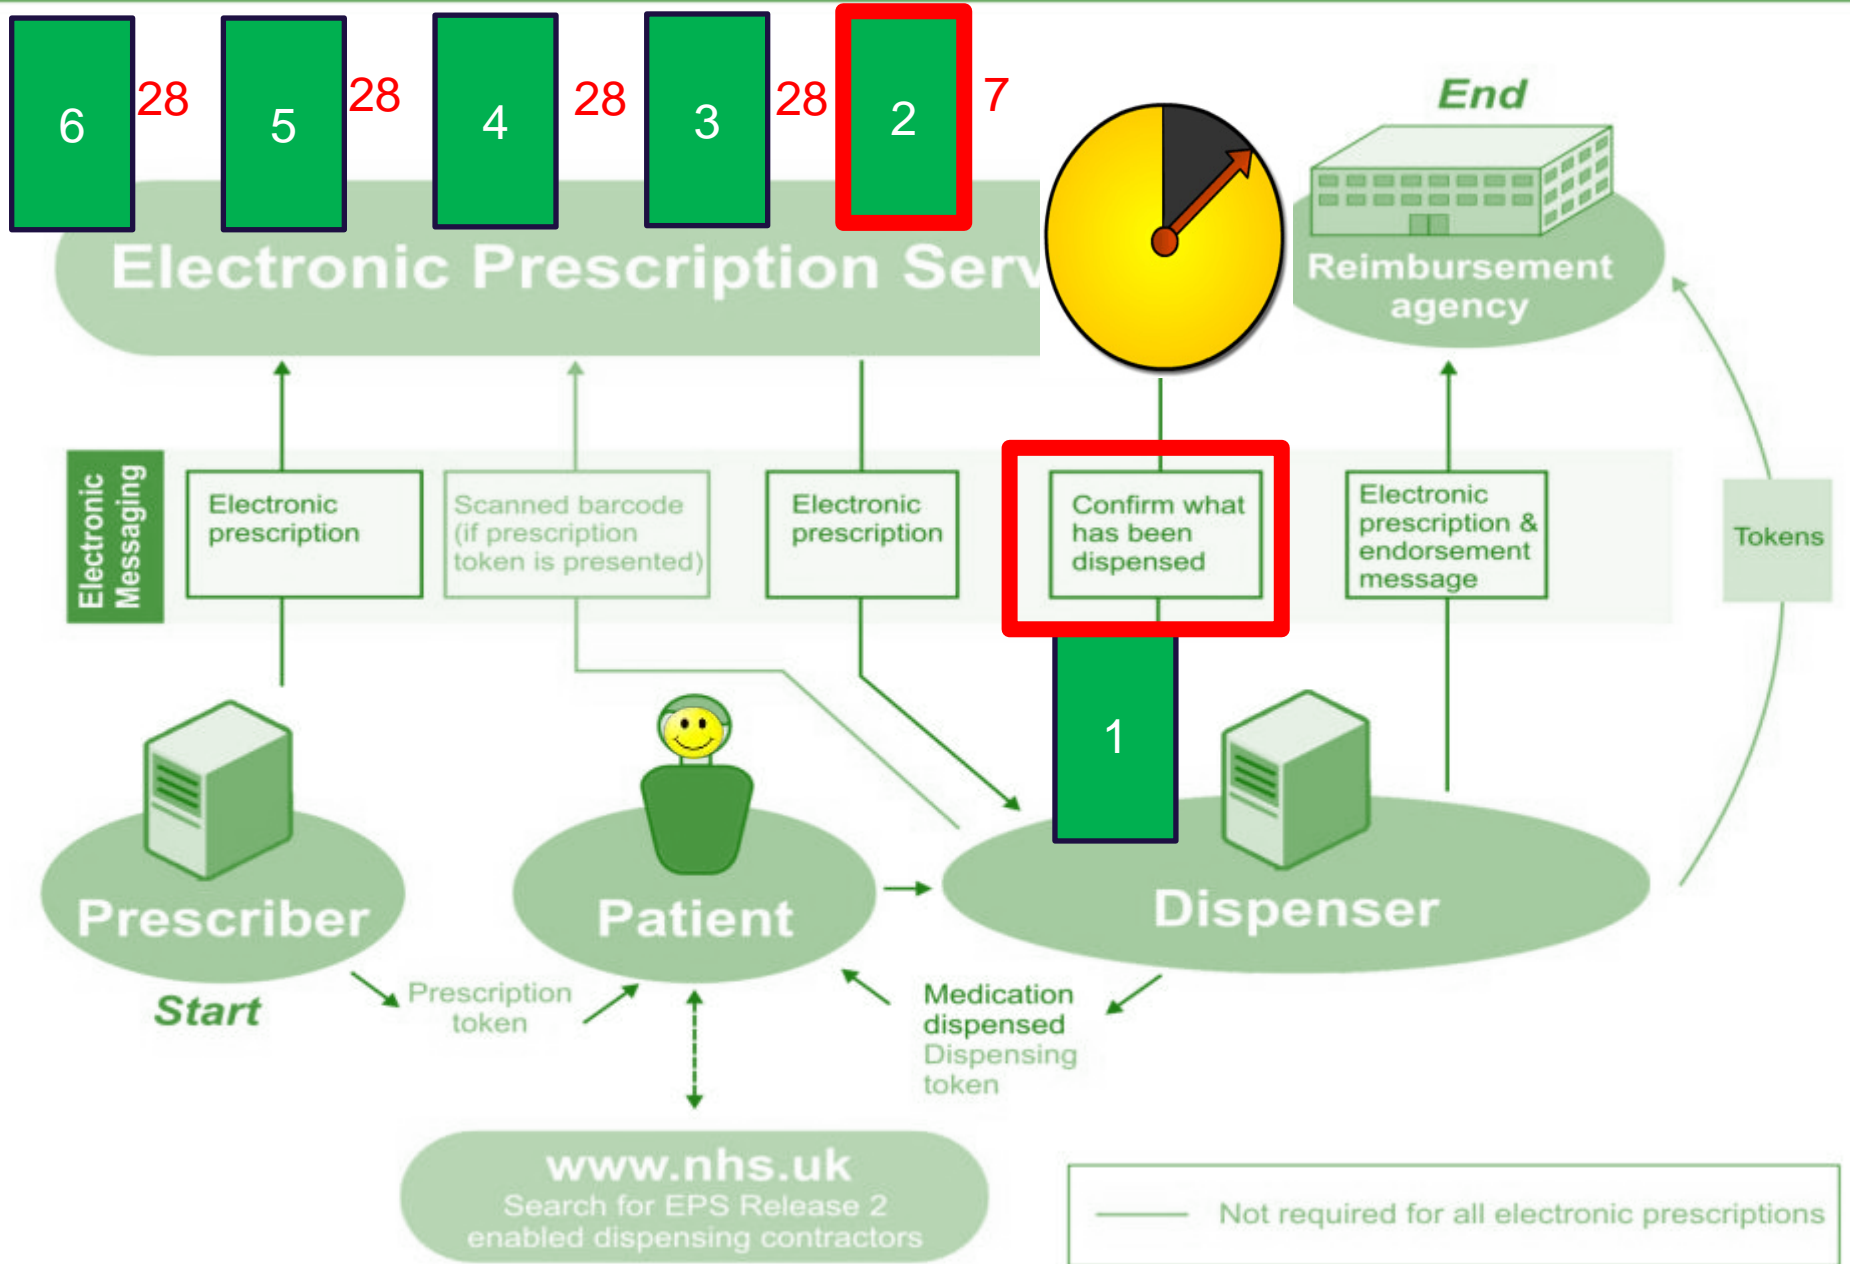 6
28
5
28
4
28
3
28
2
7
End
Electronic Prescription Serv
Reimbursement
agency
Electronic
Messaging
Electronic
prescription
Scanned barcode
(if prescription
token is presented)
Electronic
prescription
Confirm what
has been
dispensed
Electronic
prescription &
endorsement
message
Tokens
1
Prescriber
Patient
Dispenser
Start
Prescription
token
Medication
dispensed
Dispensing
token
www.nhs.uk
Search for EPS Release 2
enabled dispensing contractors
Not required for all electronic prescriptions